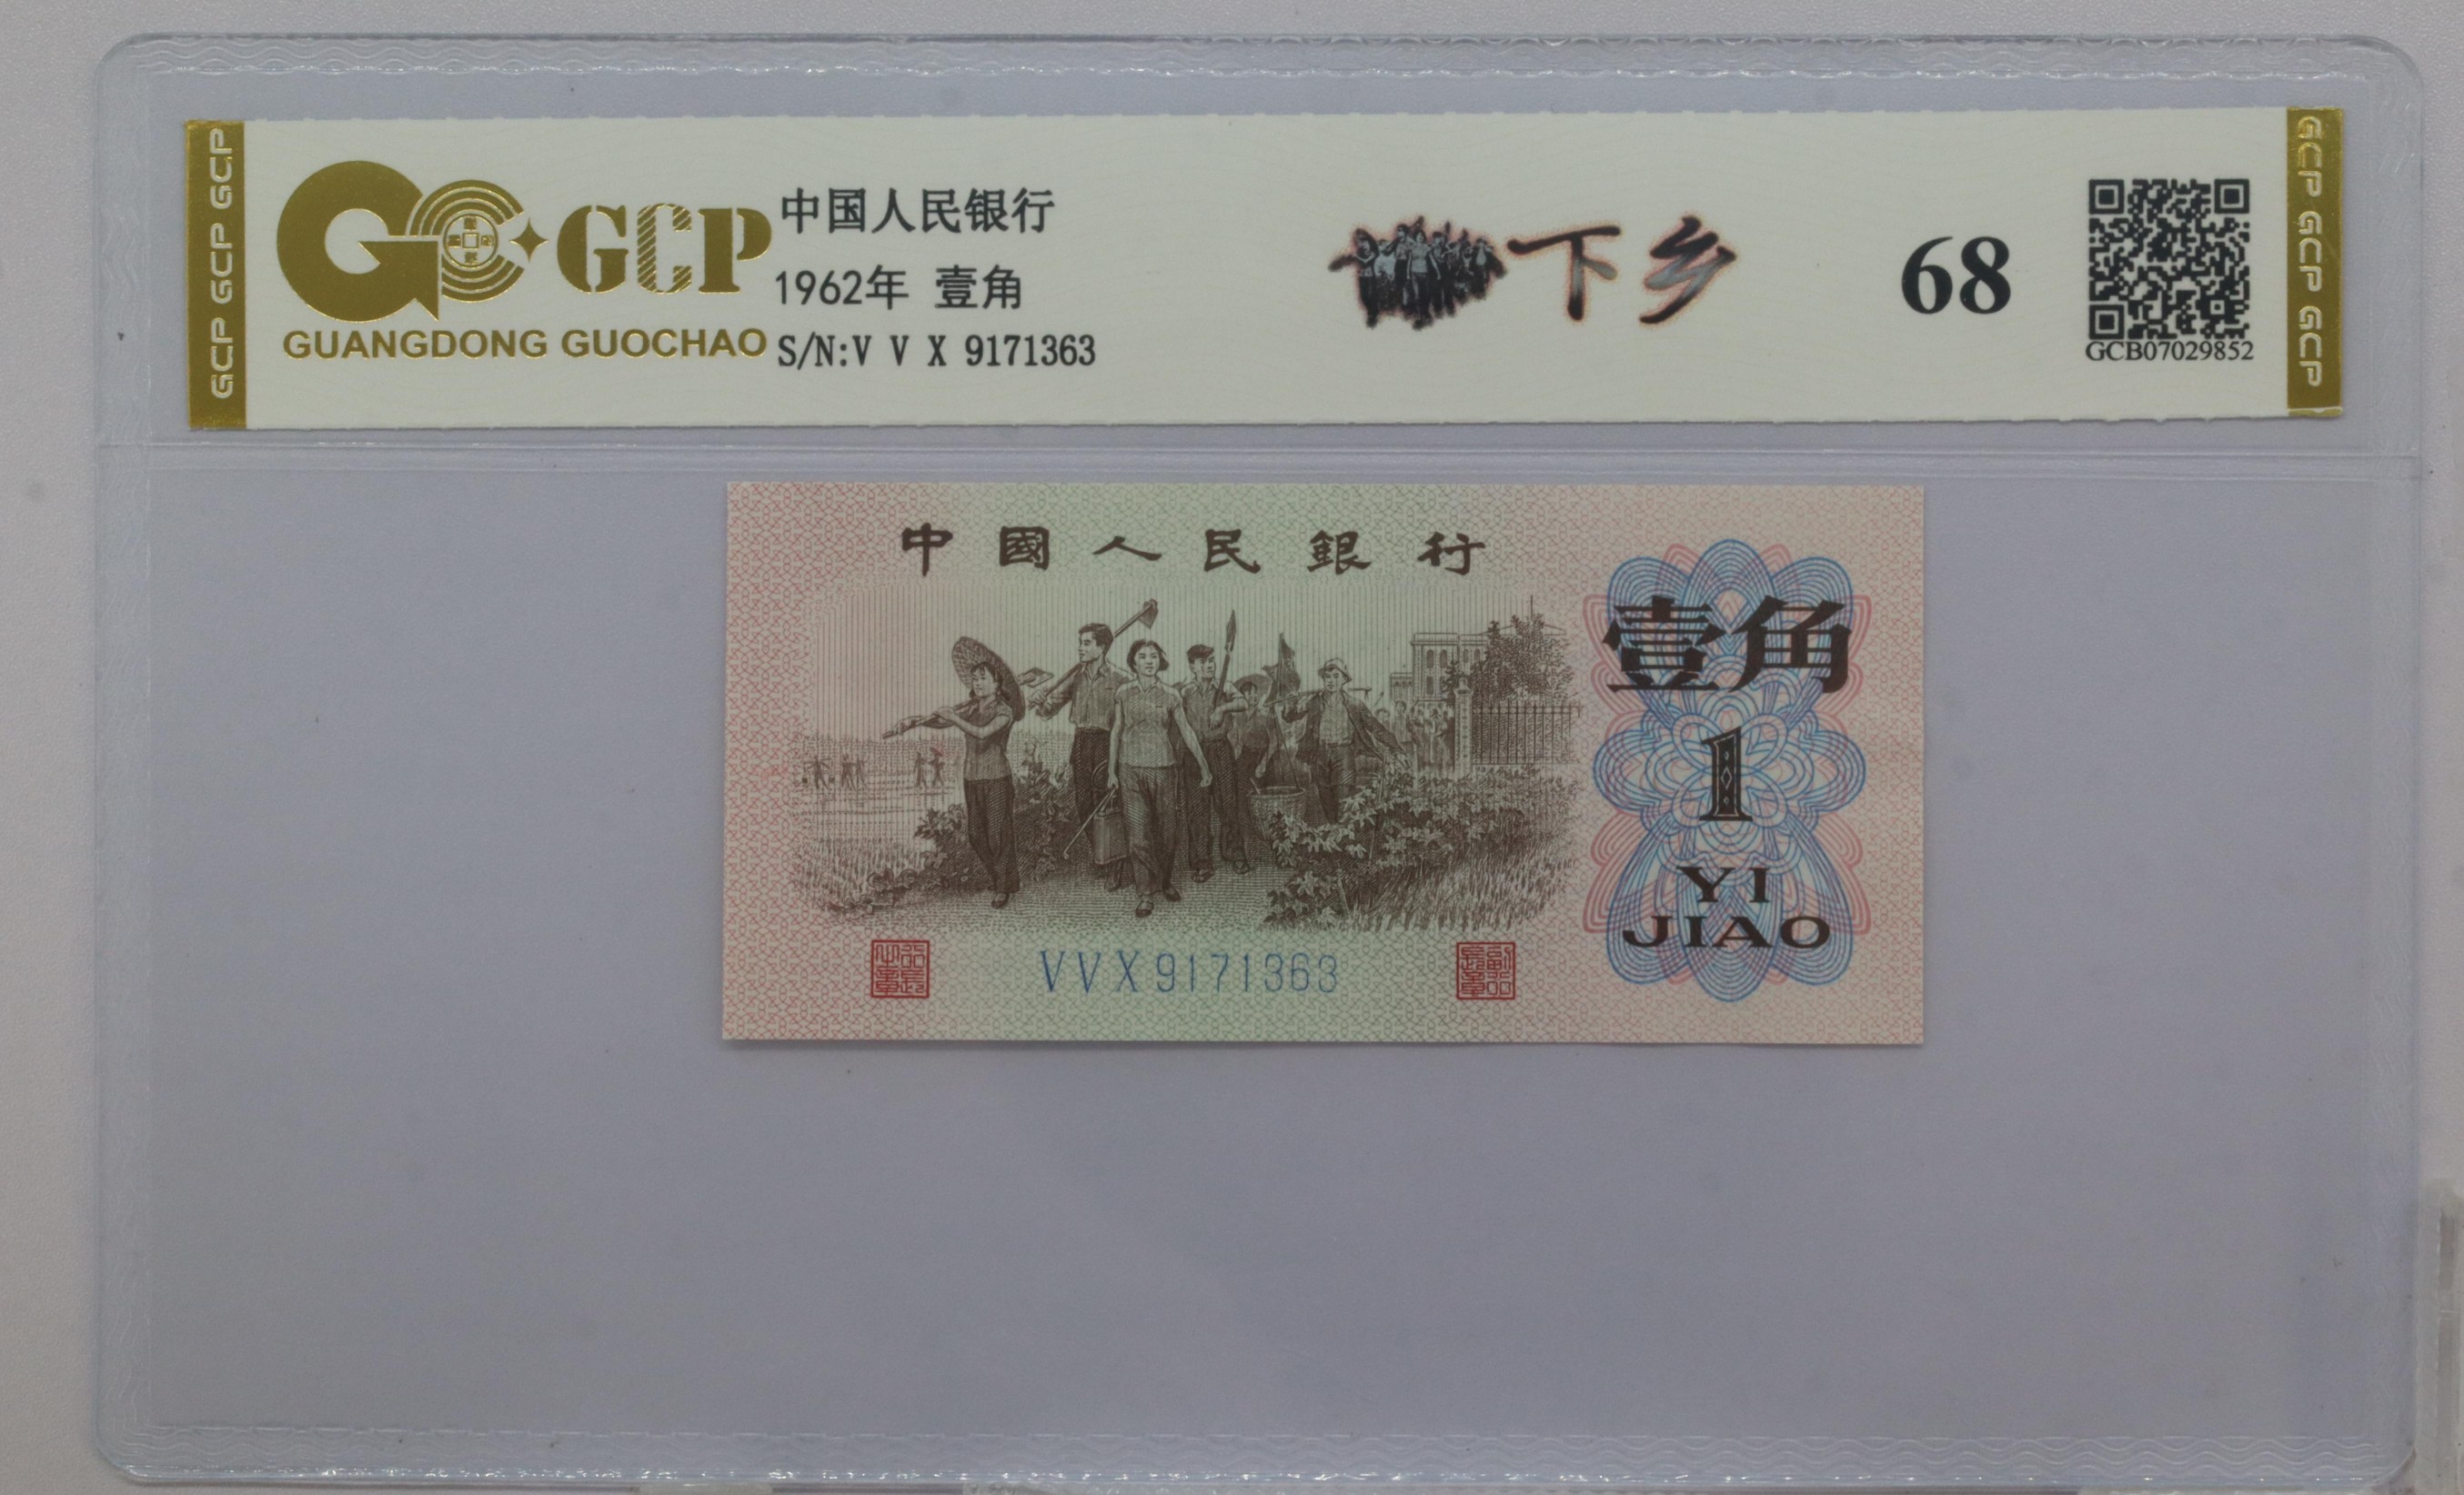 GCP GCP GCP
GCP
GUANGDONG GUOCHAO
中国人民银行
1962年 壹角
S/N:V V X 9171363
下乡
68
GCB07029852
GCP GCP GCP
中國人民銀行
壹角
1
YI
JIAO
VVX9171363